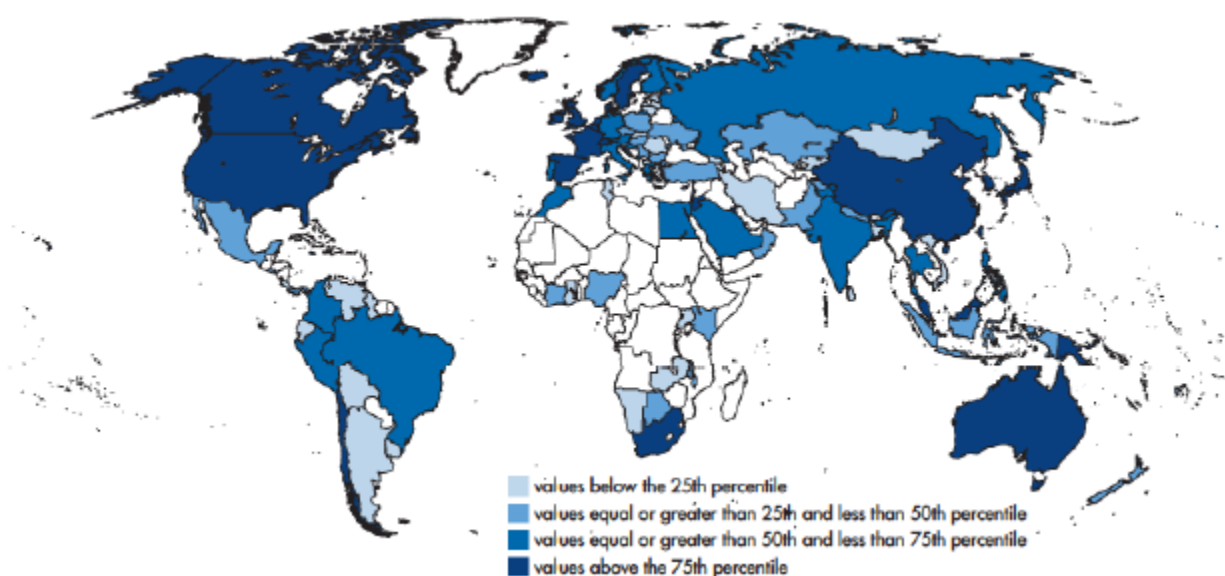 values below the 25th percentile
values equal or greater than 25th and less than 50th percentile
values equal or greater than 50th and less than 75th percentile
values above the 75th percentile